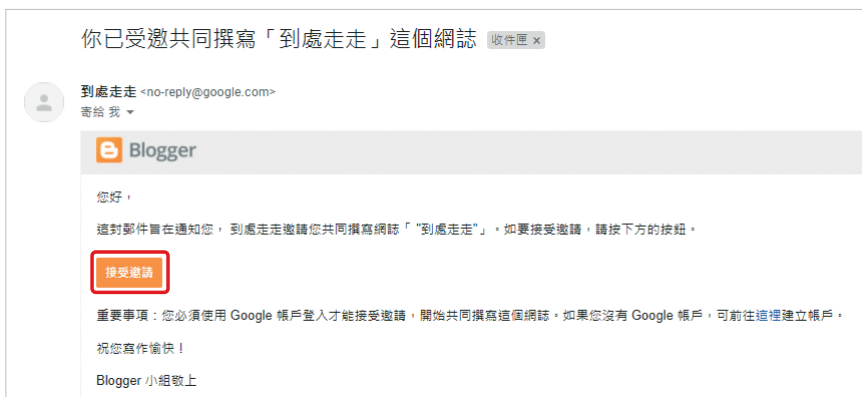 你已受邀共同撰寫「到處走走」這個網誌 收件匣 x
到處走走 <no-reply@google.com>
寄給 我
Blogger
您好，
這封郵件旨在通知您， 到處走走邀請您共同撰寫網誌「 "到處走走"」。如要接受邀請，請按下方的按鈕。
接受邀請
重要事項：您必須使用 Google 帳戶登入才能接受邀請，開始共同撰寫這個網誌。如果您沒有 Google 帳戶，可前往這裡建立帳戶。
祝您寫作愉快！
Blogger 小組敬上